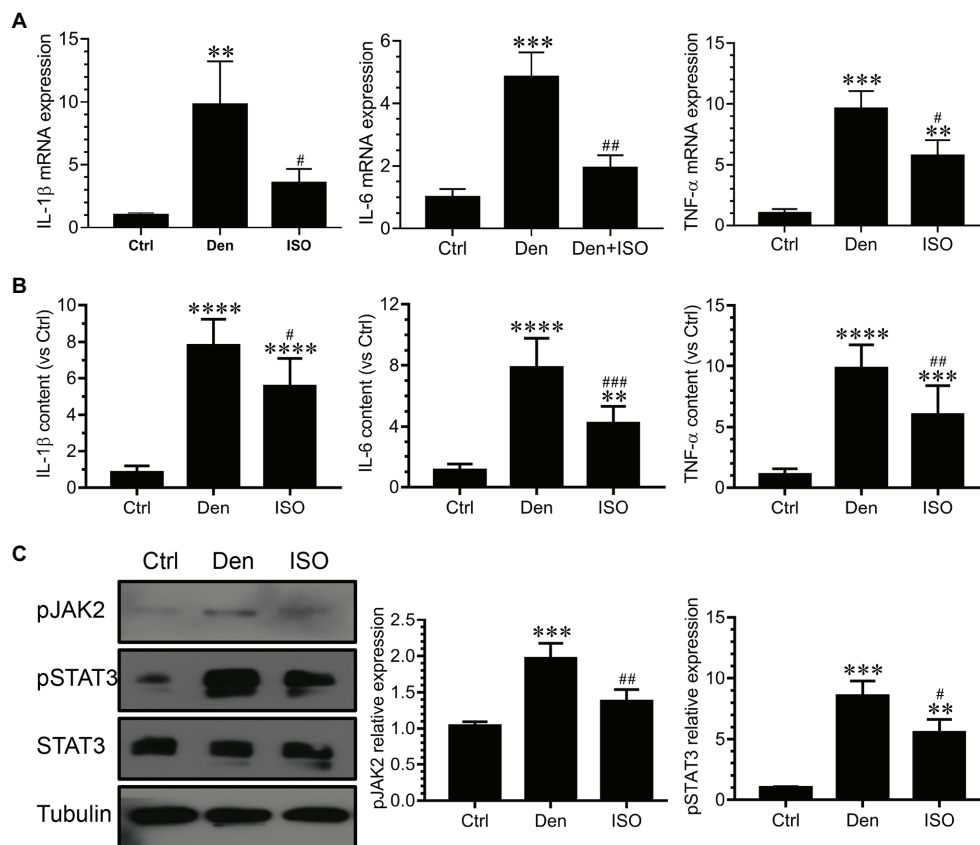 A
IL-1β mRNA expression
15
10
5
0
**
#
Ctrl Den ISO
IL-6 mRNA expression
6
4
2
0
***
##
Ctrl Den Den+ISO
TNF-α mRNA expression
15
10
5
0
***
#
**
Ctrl Den ISO
B
IL-1β content (vs Ctrl)
10
8
6
4
2
0
****
#
****
Ctrl Den ISO
IL-6 content (vs Ctrl)
12
8
4
0
****
###
**
Ctrl Den ISO
TNF-α content (vs Ctrl)
15
10
5
0
****
##
***
Ctrl Den ISO
C
Ctrl Den ISO
pJAK2
pSTAT3
STAT3
Tubulin
pJAK2 relative expression
2.5
2.0
1.5
1.0
0.5
0.0
***
##
Ctrl Den ISO
pSTAT3 relative expression
15
10
5
0
***
#
**
Ctrl Den ISO